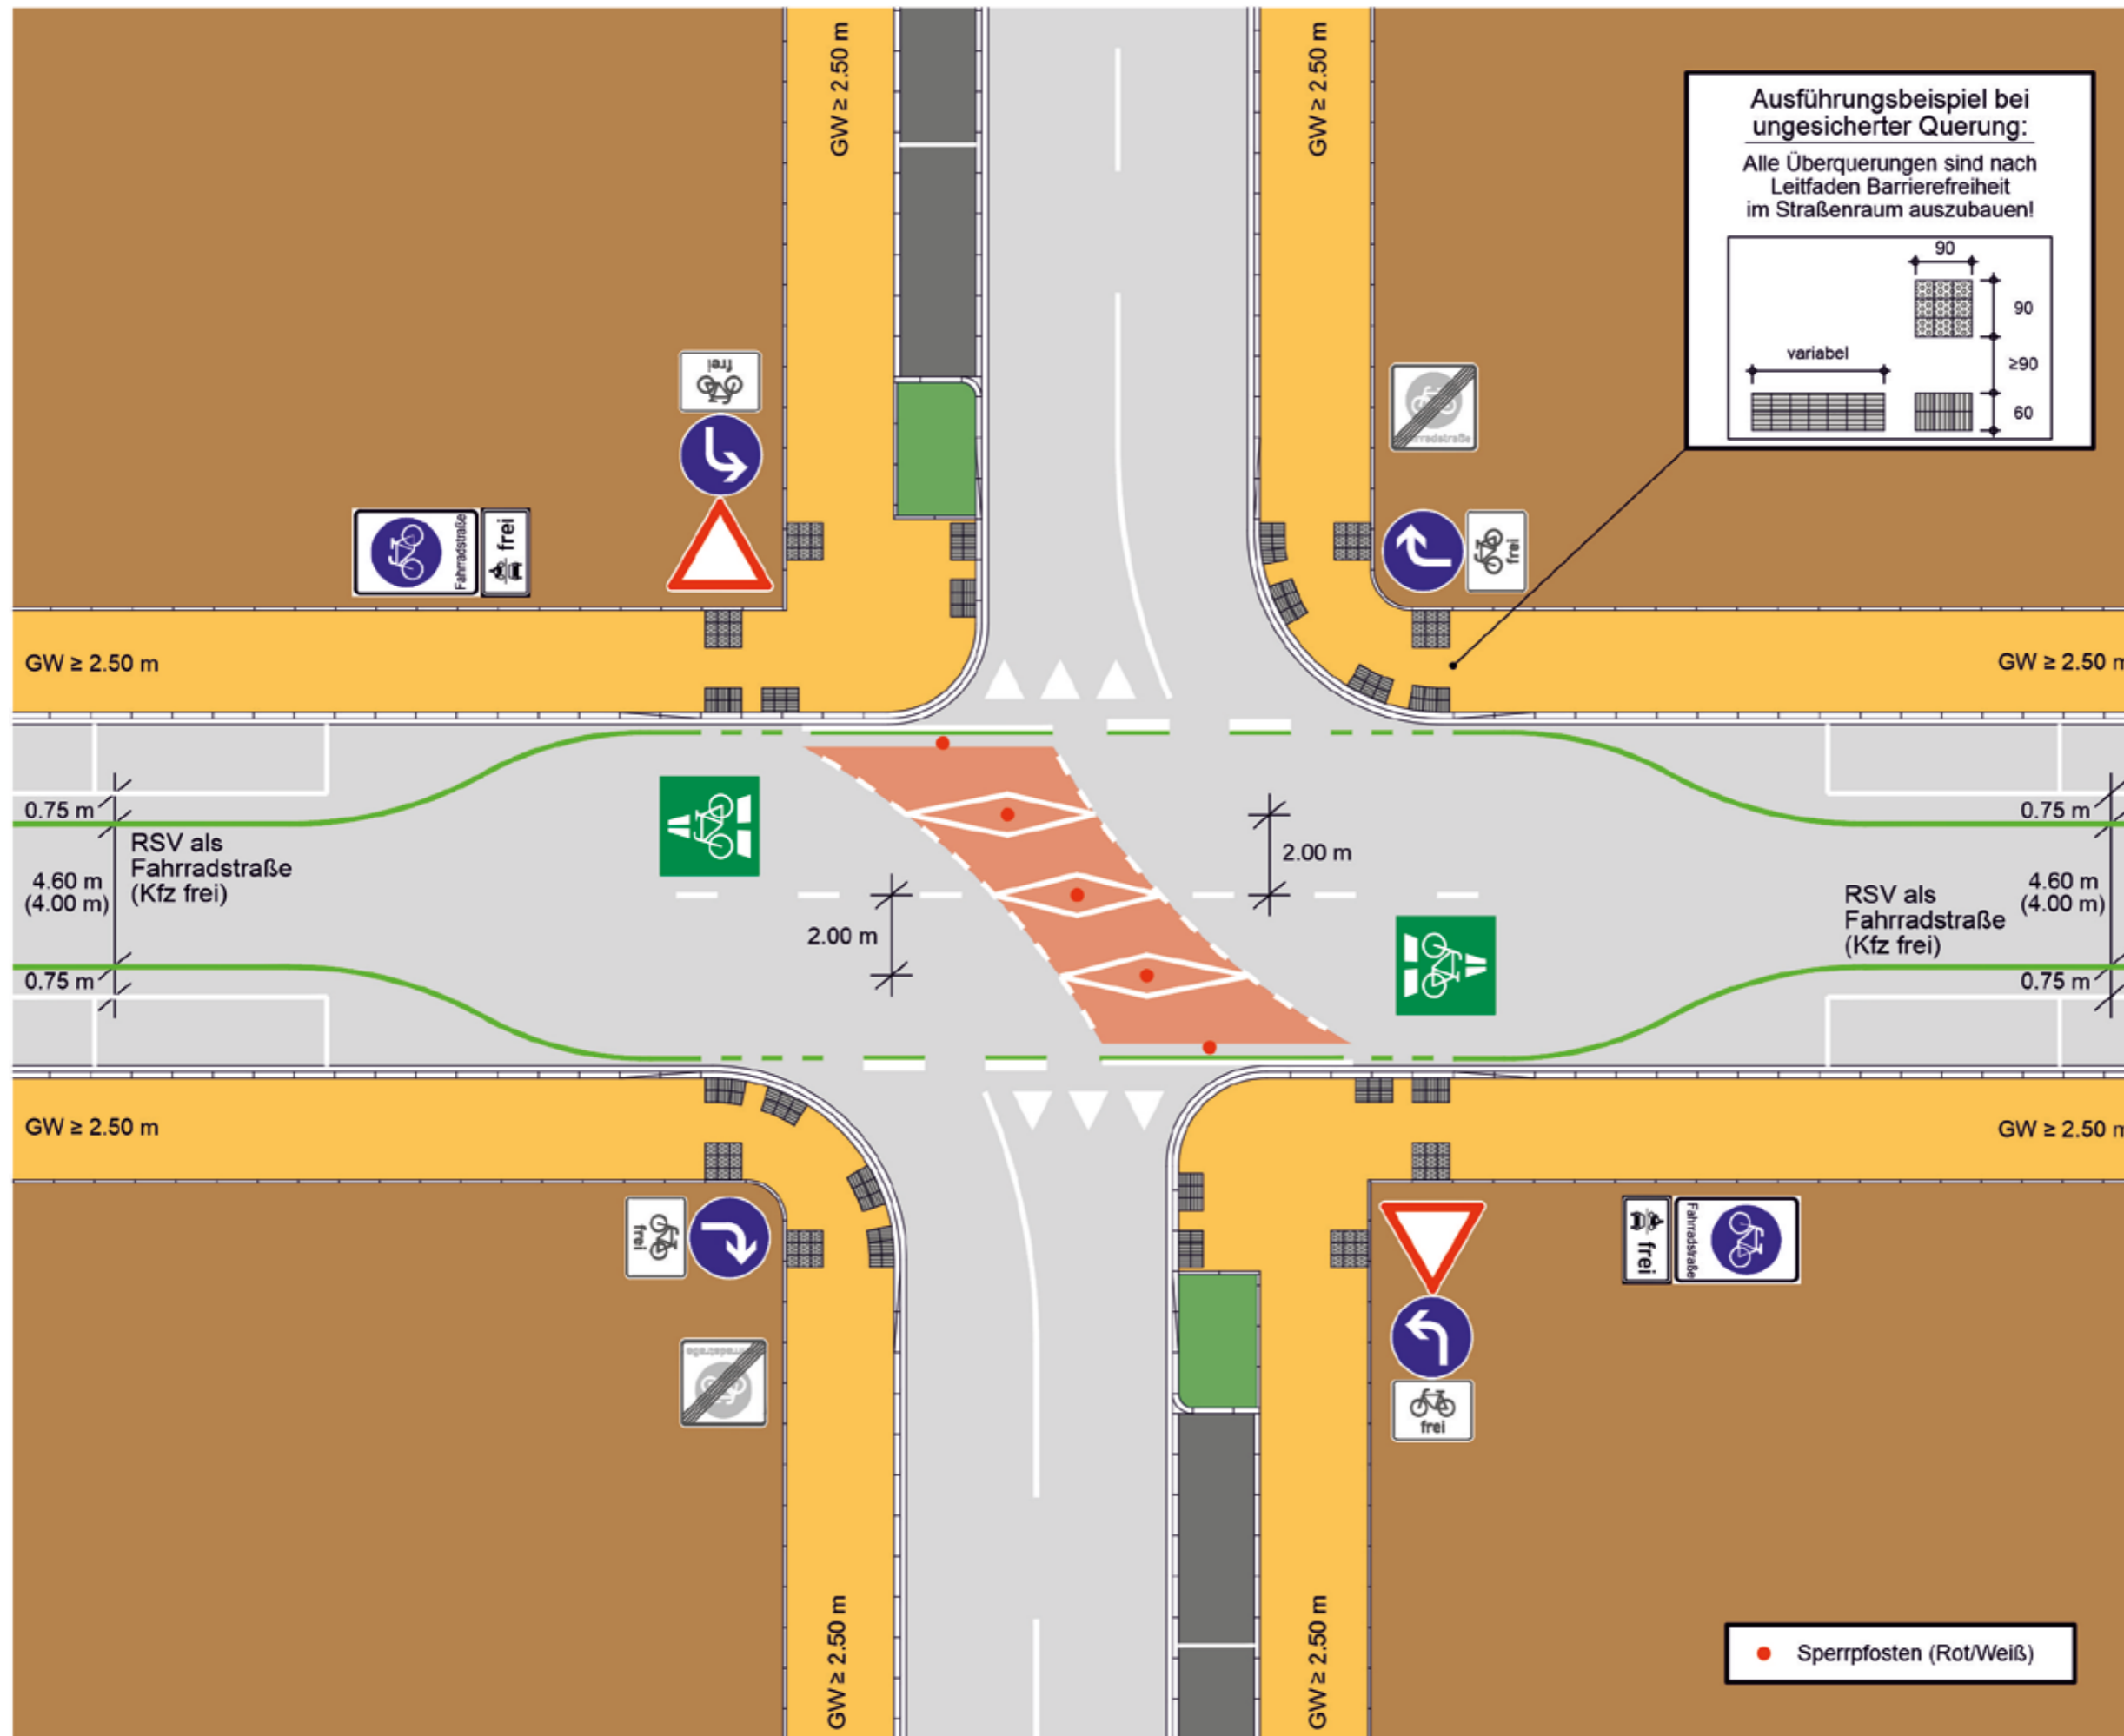 GW ≥ 2.50 m
GW ≥ 2.50 m
Ausführungsbeispiel bei
ungesicherter Querung:
Alle Überquerungen sind nach
Leitfaden Barrierefreiheit
im Straßenraum auszubauen!
90
90
≥90
60
variabel
frei
Fahrradstraße
frei
frei
GW ≥ 2.50 m
GW ≥ 2.50 m
0.75 m
RSV als
Fahrradstraße
(Kfz frei)
4.60 m
(4.00 m)
0.75 m
2.00 m
2.00 m
0.75 m
RSV als
Fahrradstraße
(Kfz frei)
4.60 m
(4.00 m)
0.75 m
GW ≥ 2.50 m
GW ≥ 2.50 m
frei
frei
Fahrradstraße
frei
GW ≥ 2.50 m
GW ≥ 2.50 m
Sperrpfosten (Rot/Weiß)